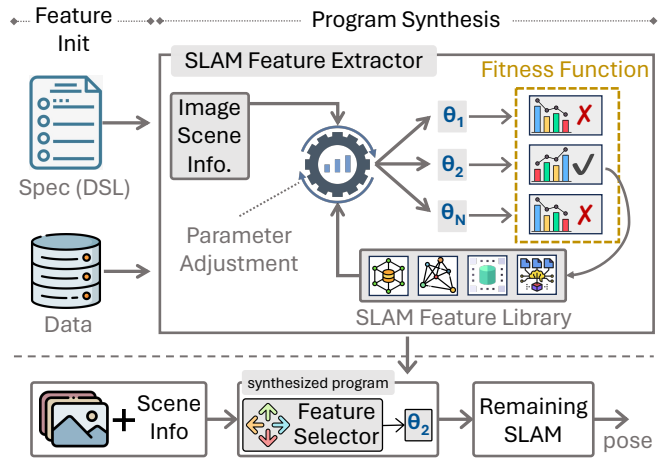 Feature
Init
Program Synthesis
SLAM Feature Extractor
Fitness Function
Image
Scene
Info.
θ1
θ2
θN
Spec (DSL)
Parameter
Adjustment
Data
SLAM Feature Library
synthesized program
+ Scene
Info
Feature
Selector
θ2
Remaining
SLAM
pose